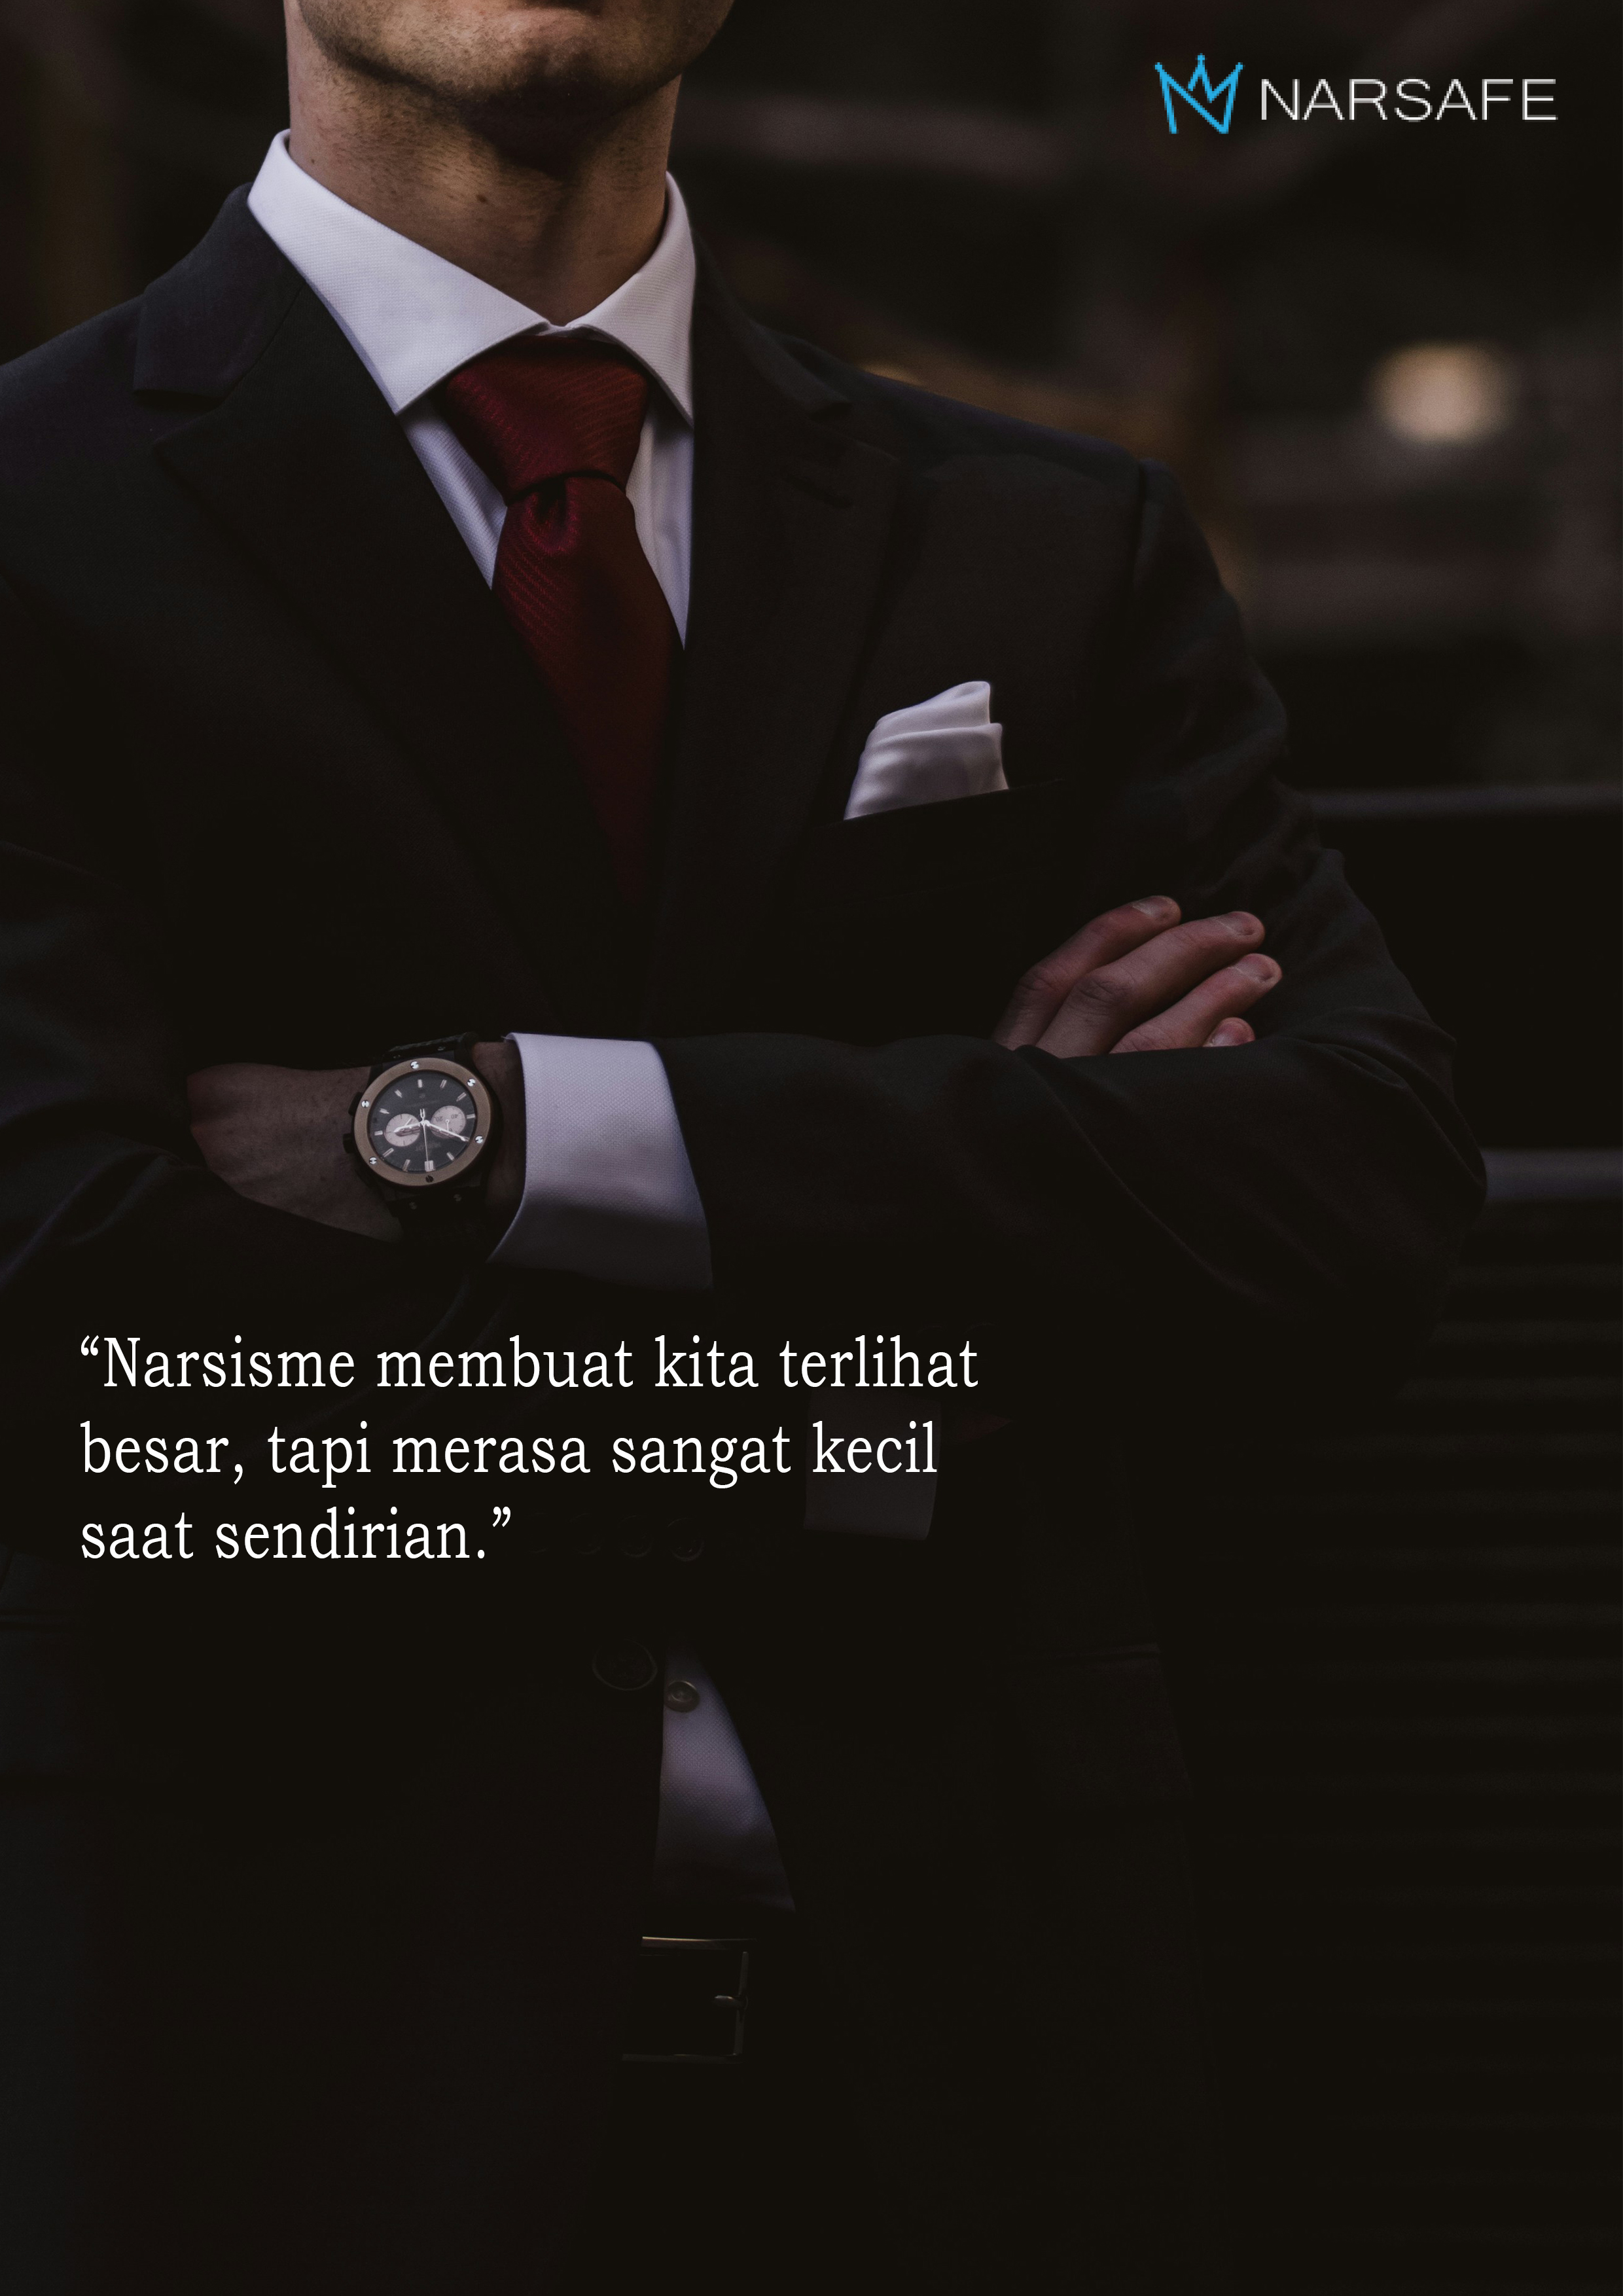 NARSAFE
“Narsisme membuat kita terlihat
besar, tapi merasa sangat kecil
saat sendirian.”